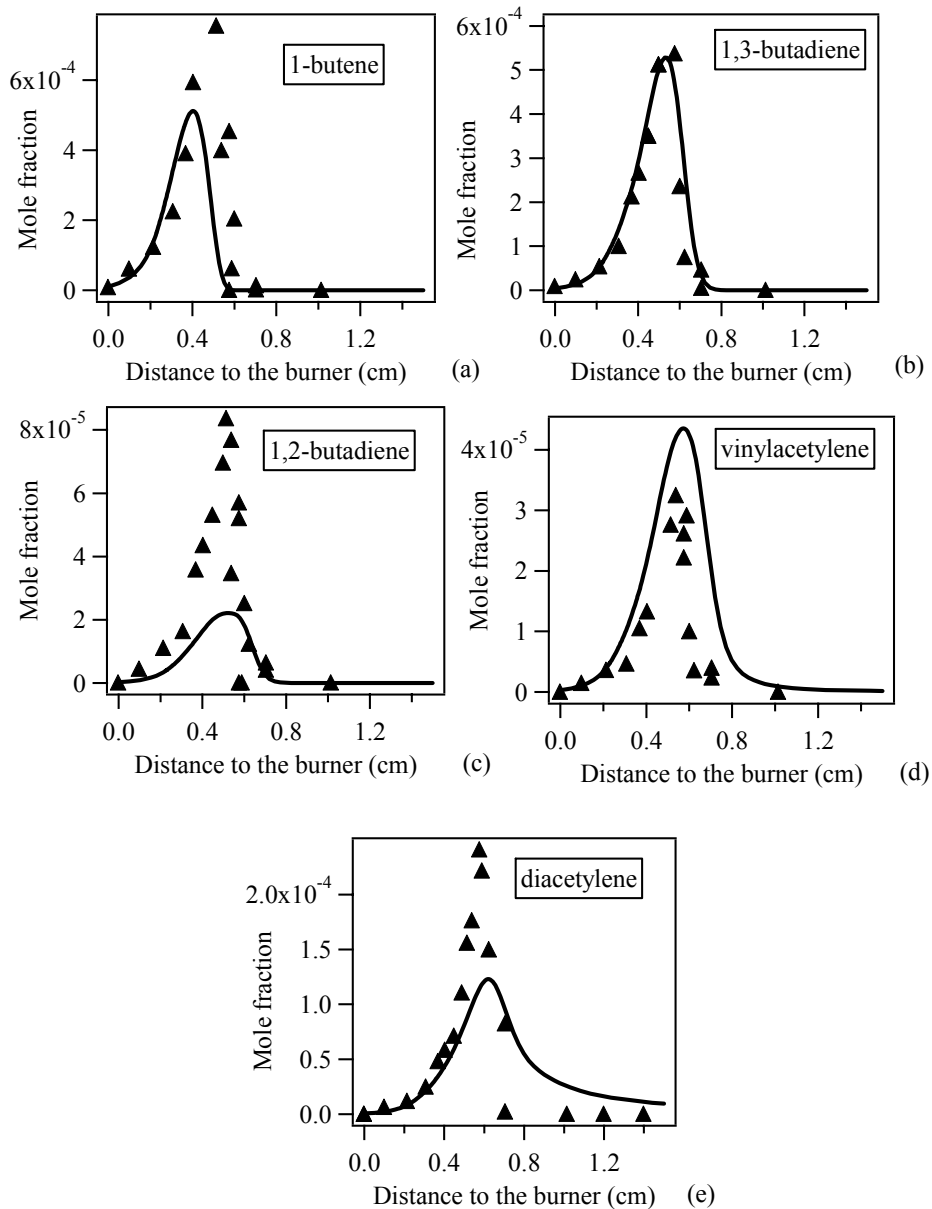 1-butene
6x10⁻⁴
4
2
0
Mole fraction
0.0 0.4 0.8 1.2
Distance to the burner (cm)
(a)
1,3-butadiene
6x10⁻⁴
5
4
3
2
1
0
Mole fraction
0.0 0.4 0.8 1.2
Distance to the burner (cm)
(b)
1,2-butadiene
8x10⁻⁵
6
4
2
0
Mole fraction
0.0 0.4 0.8 1.2
Distance to the burner (cm)
(c)
vinylacetylene
4x10⁻⁵
3
2
1
0
Mole fraction
0.0 0.4 0.8 1.2
Distance to the burner (cm)
(d)
diacetylene
2.0x10⁻⁴
1.5
1.0
0.5
0.0
Mole fraction
0.0 0.4 0.8 1.2
Distance to the burner (cm)
(e)